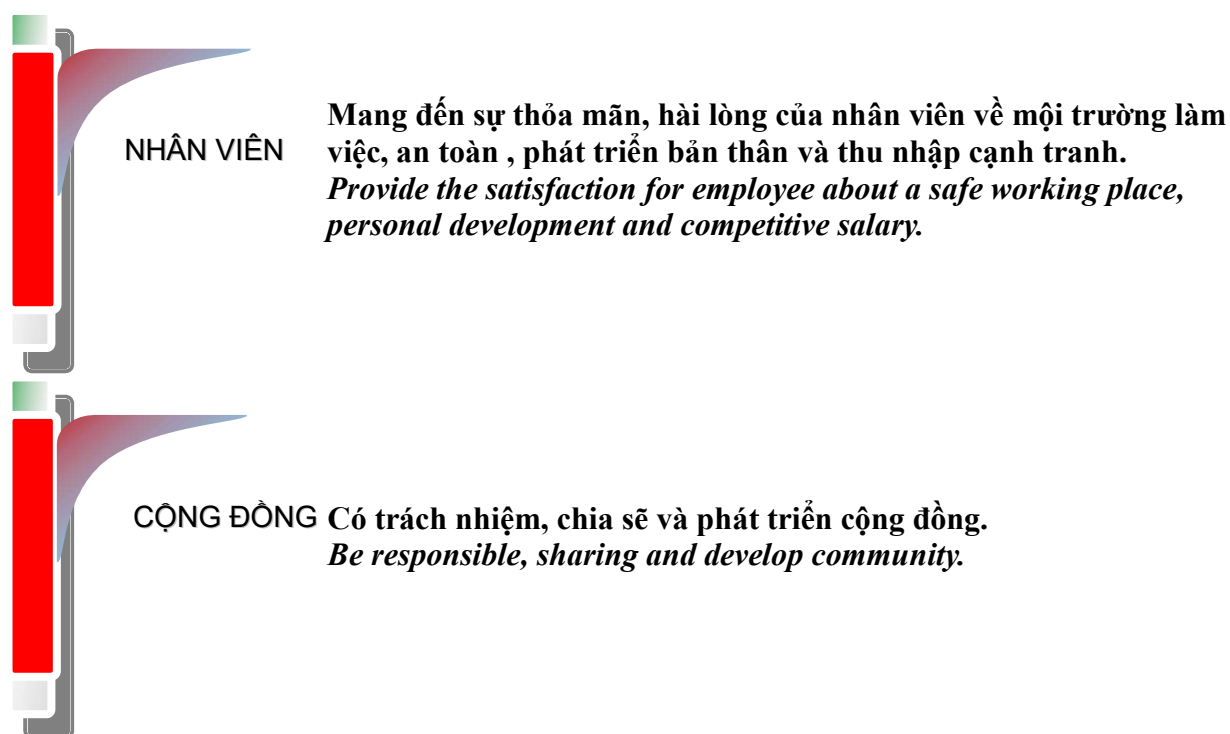 NHÂN VIÊN
Mang đến sự thỏa mãn, hài lòng của nhân viên về mội trường làm
việc, an toàn , phát triển bản thân và thu nhập cạnh tranh.
Provide the satisfaction for employee about a safe working place,
personal development and competitive salary.
CỘNG ĐỒNG
Có trách nhiệm, chia sẽ và phát triển cộng đồng.
Be responsible, sharing and develop community.